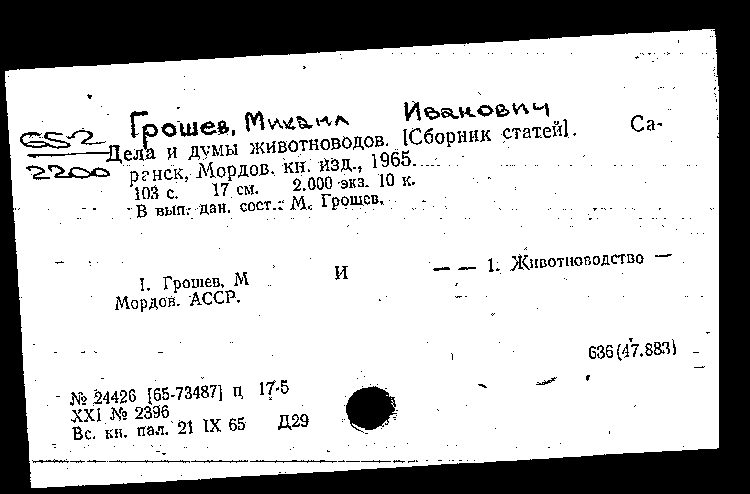 Грошев, Михаил Иванович
652
2200
Дела и думы животноводов. [Сборник статей]. Са-
ранск, Мордов. кн. изд., 1965.
103 с. 17 см. 2.000 экз. 10 к.
В вып. дан. сост.: М. Грошев.
I. Грошев, М И — — 1. Животноводство —
Мордов. АССР.
636(47.883)
№ 24426 [65-73487] п 17-5
XXI № 2396
Вс. кн. пал. 21 IX 65 Д29